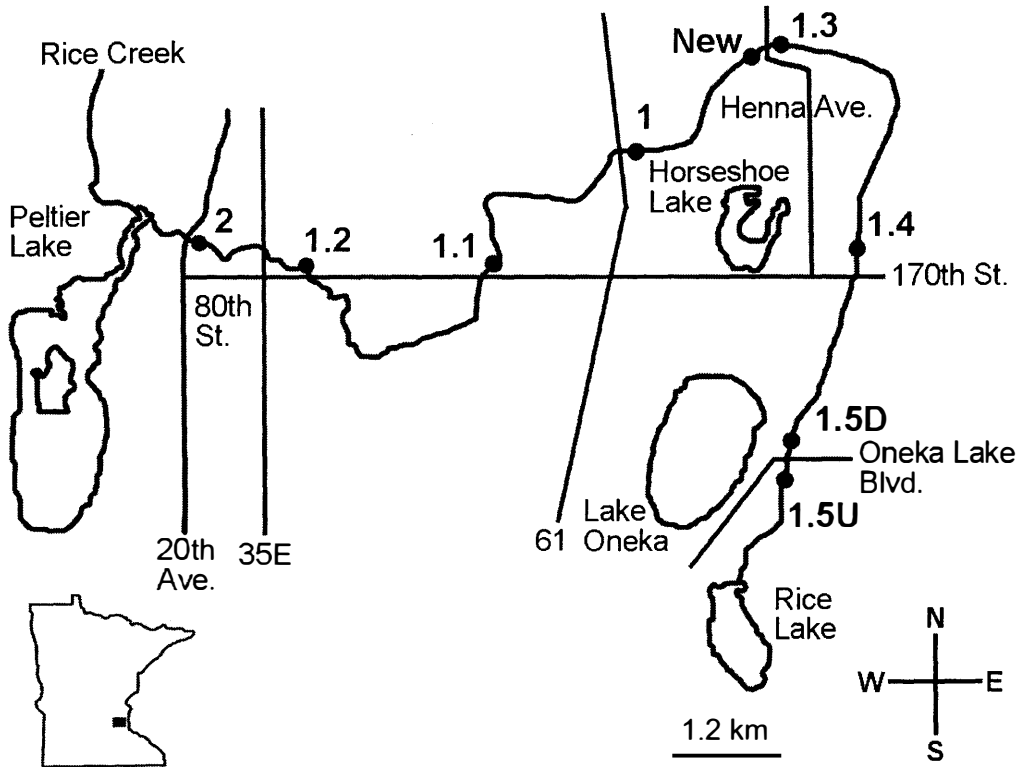 Rice Creek
New
1.3
Henna Ave.
1
Horseshoe
Lake
Peltier
Lake
2
1.2
1.1
1.4
170th St.
80th
St.
1.5D
Oneka Lake
Blvd.
1.5U
Lake
Oneka
61
20th
Ave.
35E
Rice
Lake
N
W
E
S
1.2 km